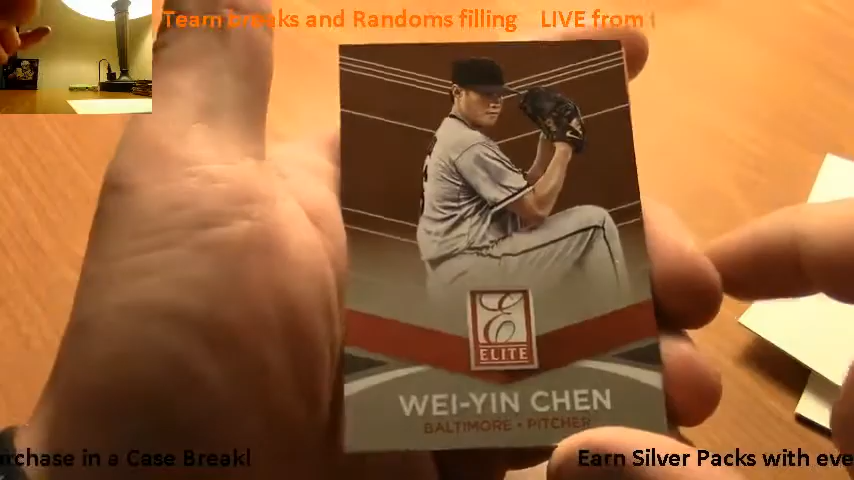 Team breaks and Randoms filling LIVE from t
E
ELITE
WEI-YIN CHEN
BALTIMORE • PITCHER
rchase in a Case Break!
Earn Silver Packs with eve